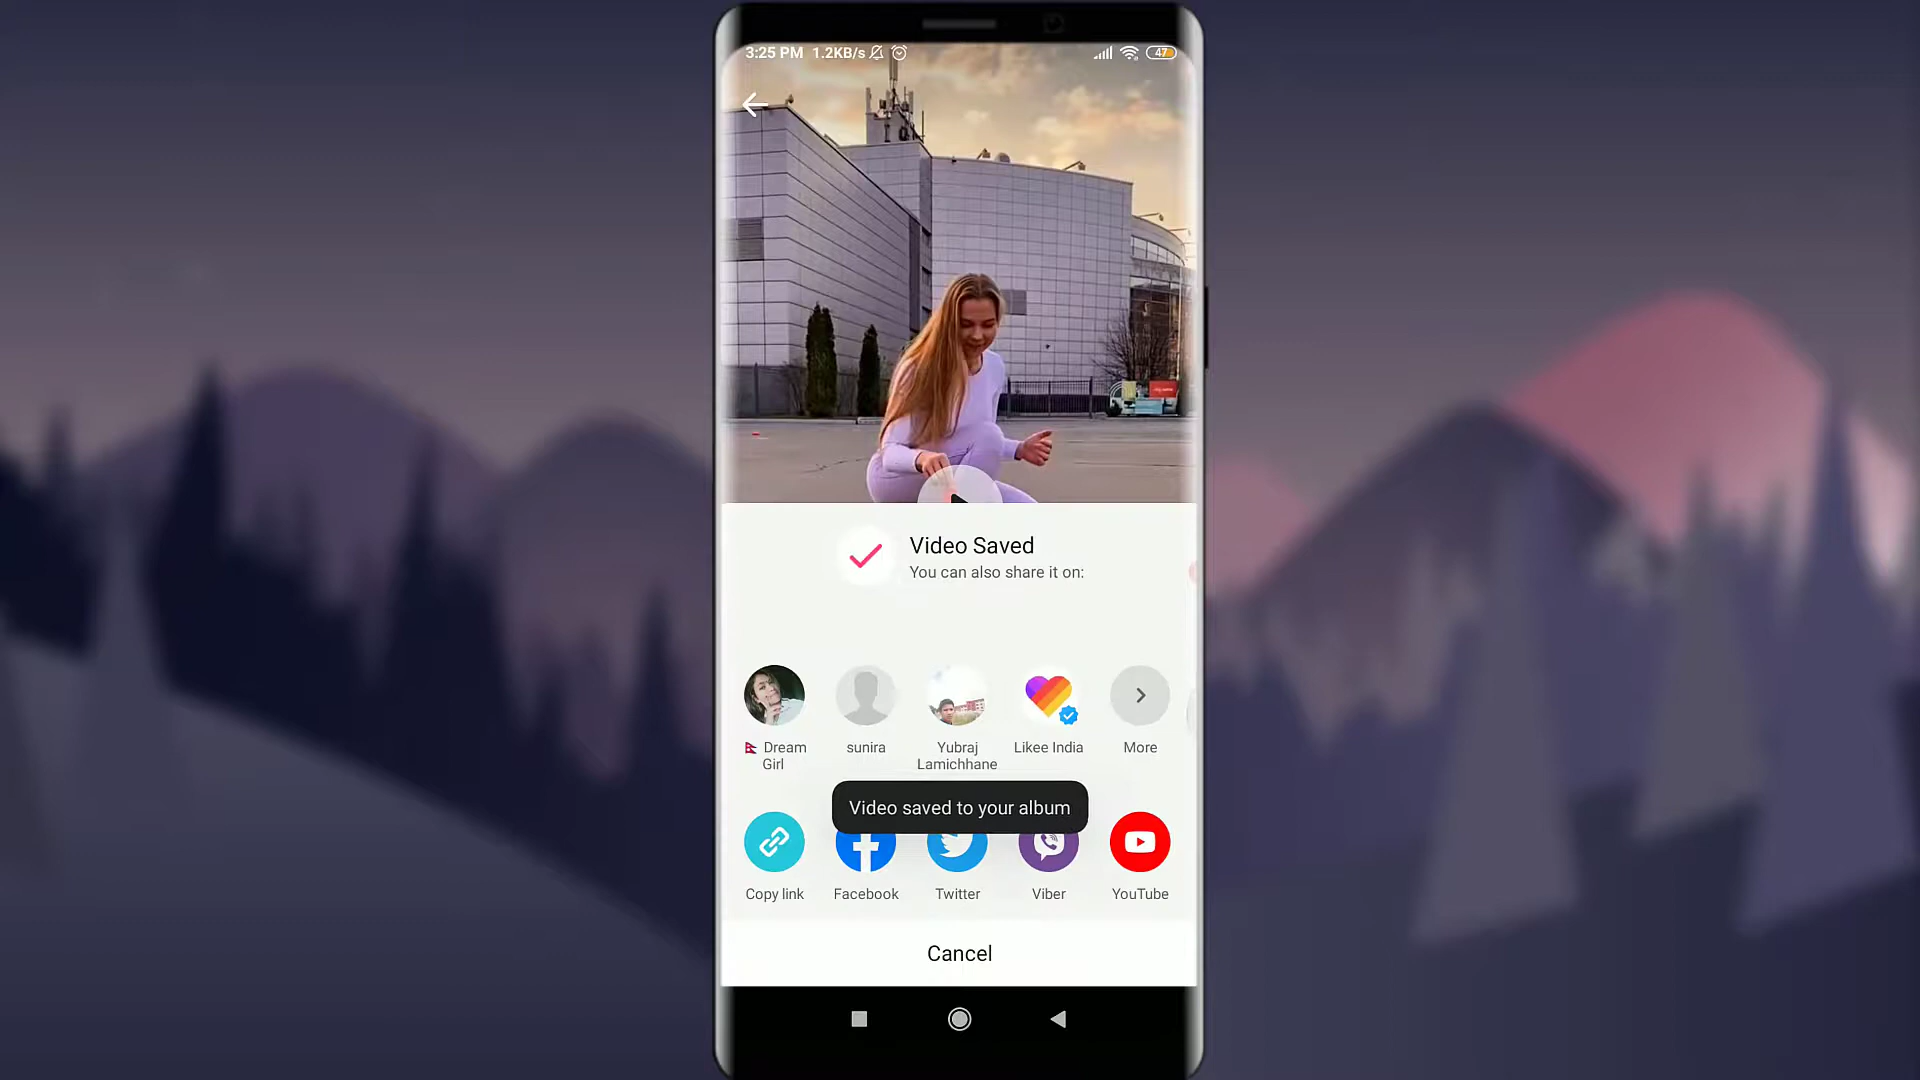 3:25 PM 1.2KB/s 47
Video Saved
You can also share it on:
Dream Girl
sunira
Yubraj Lamichhane
Likee India
More
Video saved to your album
Copy link
Facebook
Twitter
Viber
YouTube
Cancel